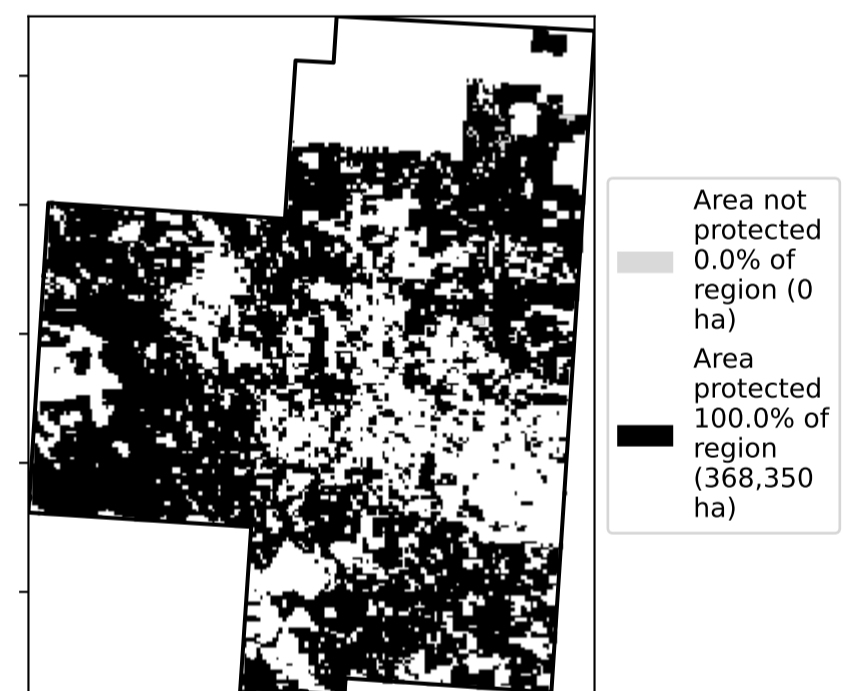 Area not
protected
0.0% of
region (0
ha)
Area
protected
100.0% of
region
(368,350
ha)